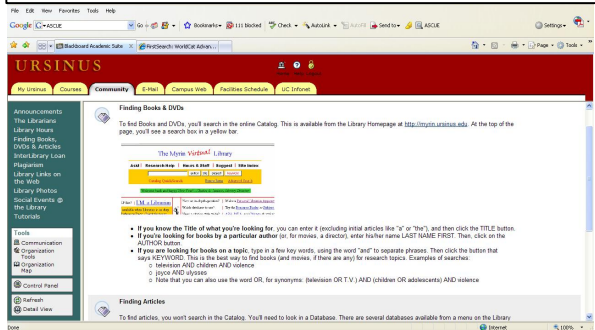 File Edit View Favorites Tools Help
Google ASCUE Go Bookmarks 111 blocked Check AutoLink AutoFill Send to ASCUE Settings
Blackboard Academic Suite FirstSearch: WorldCat Advan... Page Tools
URSINUS
My Ursinus Courses Community E-Mail Campus Web Facilities Schedule UC Infonet
Announcements
The Librarians
Library Hours
Finding Books, DVDs & Articles
InterLibrary Loan
Plagiarism
Library Links on the Web
Library Photos
Social Events @ the Library
Tutorials
Tools
Communication
Organization Tools
Organization Map
Control Panel
Refresh
Detail View
Finding Books & DVDs
To find Books and DVDs, you'll search in the online Catalog. This is available from the Library Homepage at http://myrin.ursinus.edu. At the top of
the page, you'll see a search box in a yellow bar.
The Myrin Virtual Library
Ask! Research Help Hours & Staff Suggest Site Index
If you know the Title of what you're looking for, you can enter it (excluding initial articles like "a" or "the"), and then click the TITLE button.
If you're looking for books by a particular author (or, for movies, a director), enter his/her name LAST NAME FIRST. Then, click on the
AUTHOR button.
If you are looking for books on a topic, type in a few key words, using the word "and" to separate phrases. Then click the button that
says KEYWORD. This is the best way to find books (and movies, if there are any) for research topics. Examples of searches:
television AND children AND violence
joyce AND ulysses
Note that you can also use the word OR, for synonyms: (television OR T.V.) AND (children OR adolescents) AND violence
Finding Articles
To find articles, you won't search in the Catalog. You'll need to look in a Database. There are several databases available from a menu on the Library
Done Internet 100%